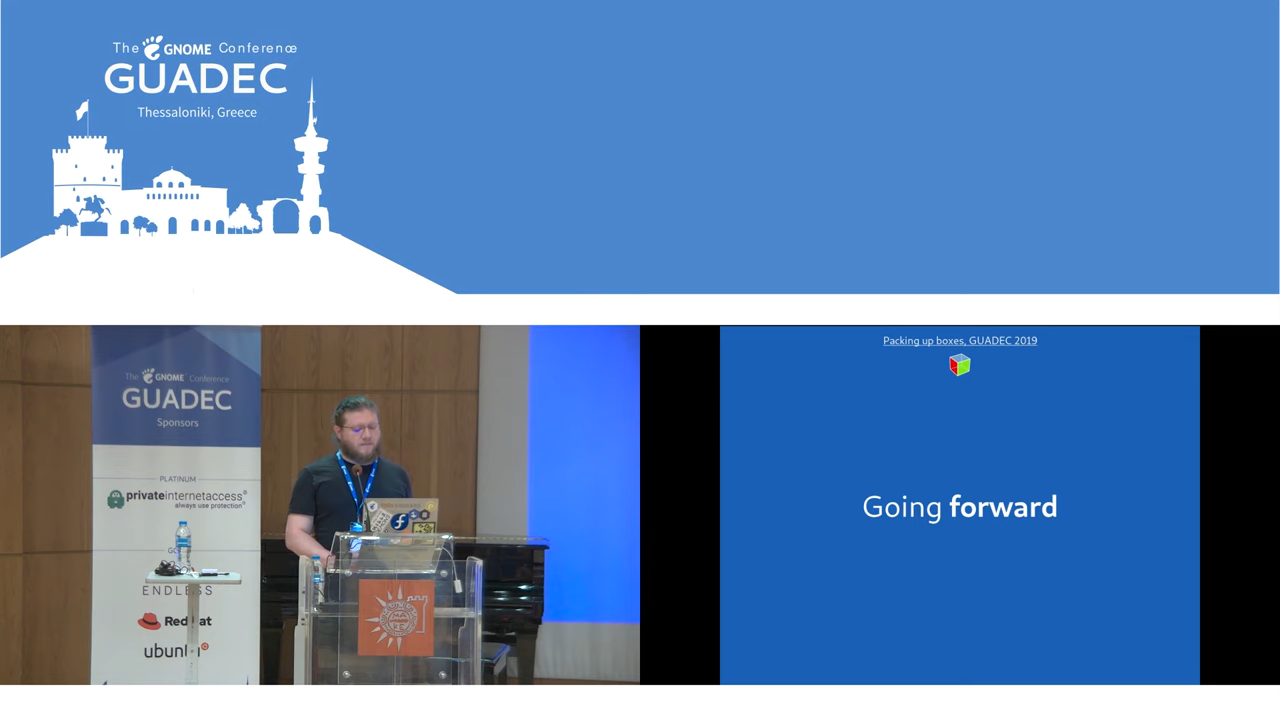 The GNOME Conference
GUADEC
Thessaloniki, Greece
The GNOME Conference
GUADEC
Sponsors
PLATINUM
privateinternetaccess®
always use protection®
GO
ENDLESS
Red Hat
ubuntu
Packing up boxes, GUADEC 2019
Going forward